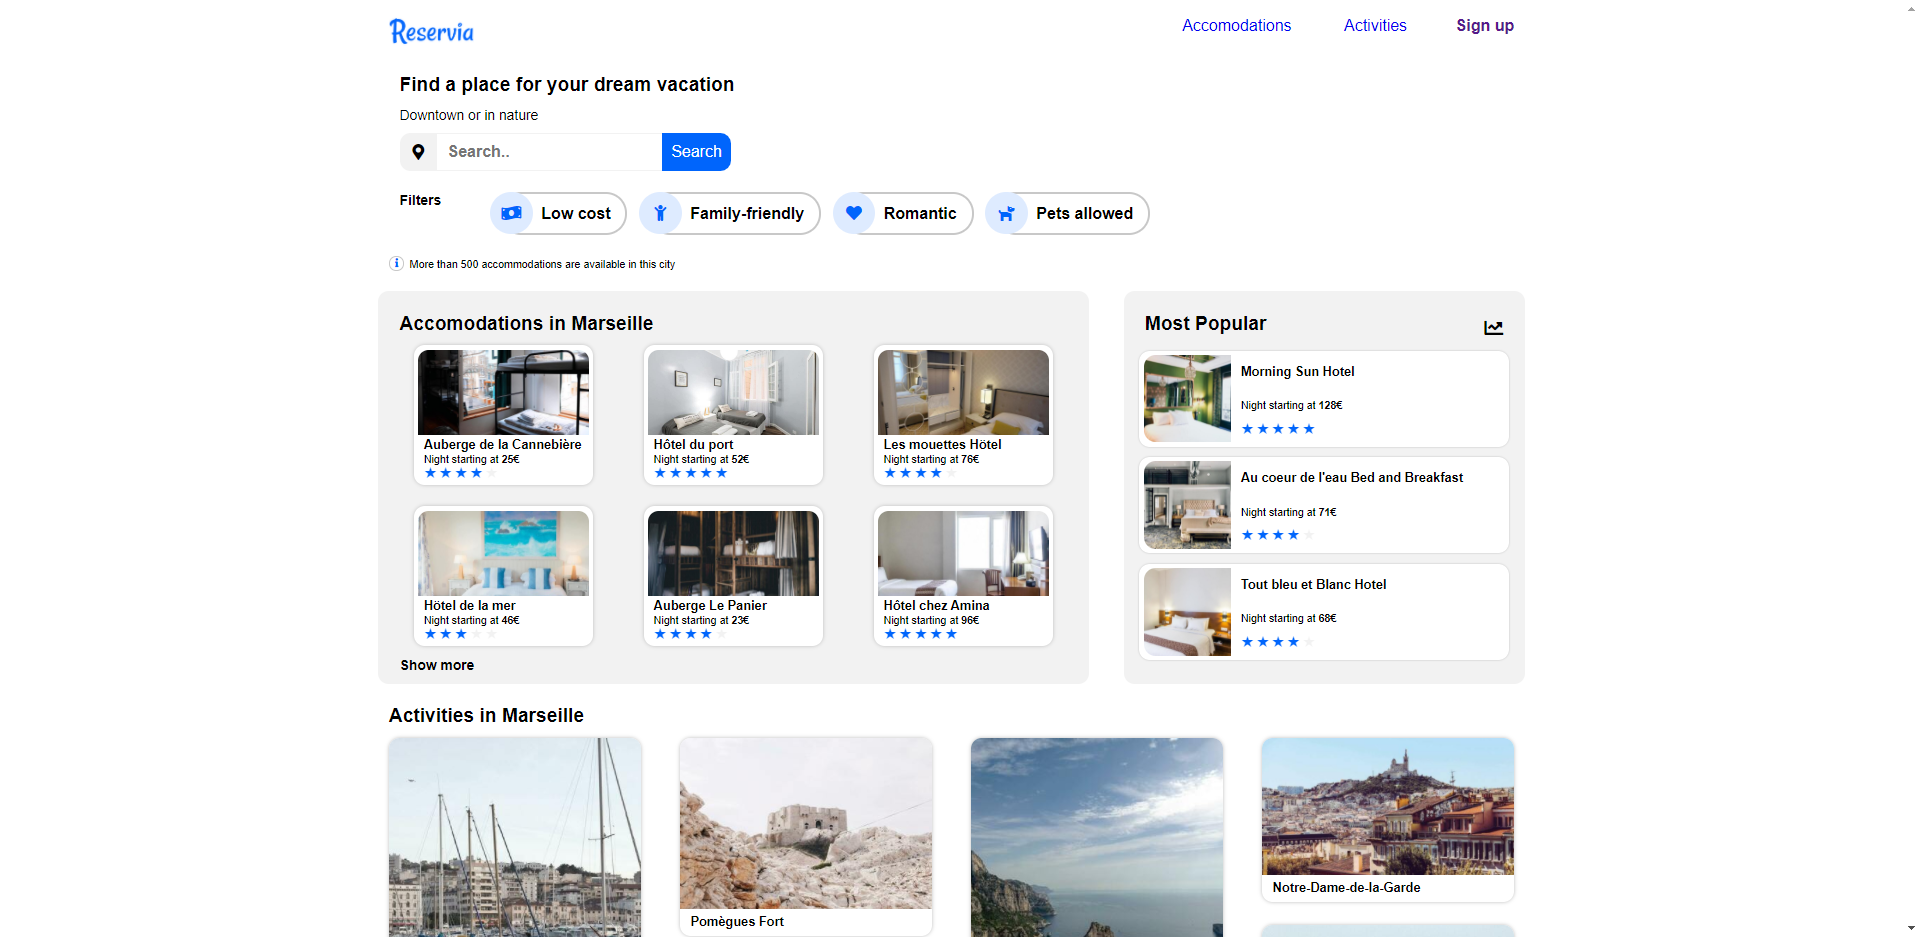 Reservia
Accomodations
Activities
Sign up
Find a place for your dream vacation
Downtown or in nature
Search..
Search
Filters
Low cost
Family-friendly
Romantic
Pets allowed
More than 500 accommodations are available in this city
Accomodations in Marseille
Auberge de la Cannebière
Night starting at 25€
Hôtel du port
Night starting at 52€
Les mouettes Hôtel
Night starting at 76€
Hôtel de la mer
Night starting at 46€
Auberge Le Panier
Night starting at 23€
Hôtel chez Amina
Night starting at 96€
Show more
Most Popular
Morning Sun Hotel
Night starting at 128€
Au coeur de l'eau Bed and Breakfast
Night starting at 71€
Tout bleu et Blanc Hotel
Night starting at 68€
Activities in Marseille
Pomègues Fort
Notre-Dame-de-la-Garde